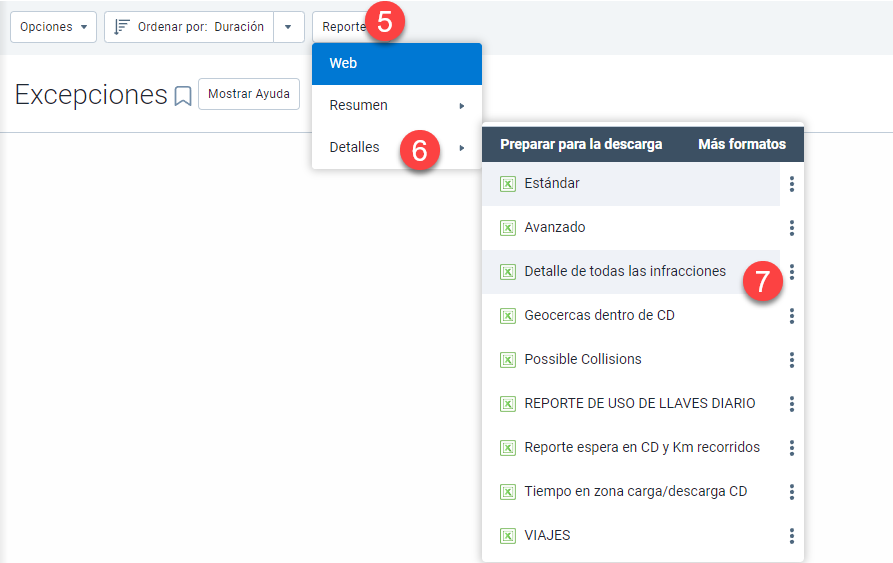 Opciones
Ordenar por: Duración
Reporte
5
Web
Excepciones
Mostrar Ayuda
Resumen
Detalles
6
Preparar para la descarga Más formatos
Estándar
Avanzado
Detalle de todas las infracciones
7
Geocercas dentro de CD
Possible Collisions
REPORTE DE USO DE LLAVES DIARIO
Reporte espera en CD y Km recorridos
Tiempo en zona carga/descarga CD
VIAJES